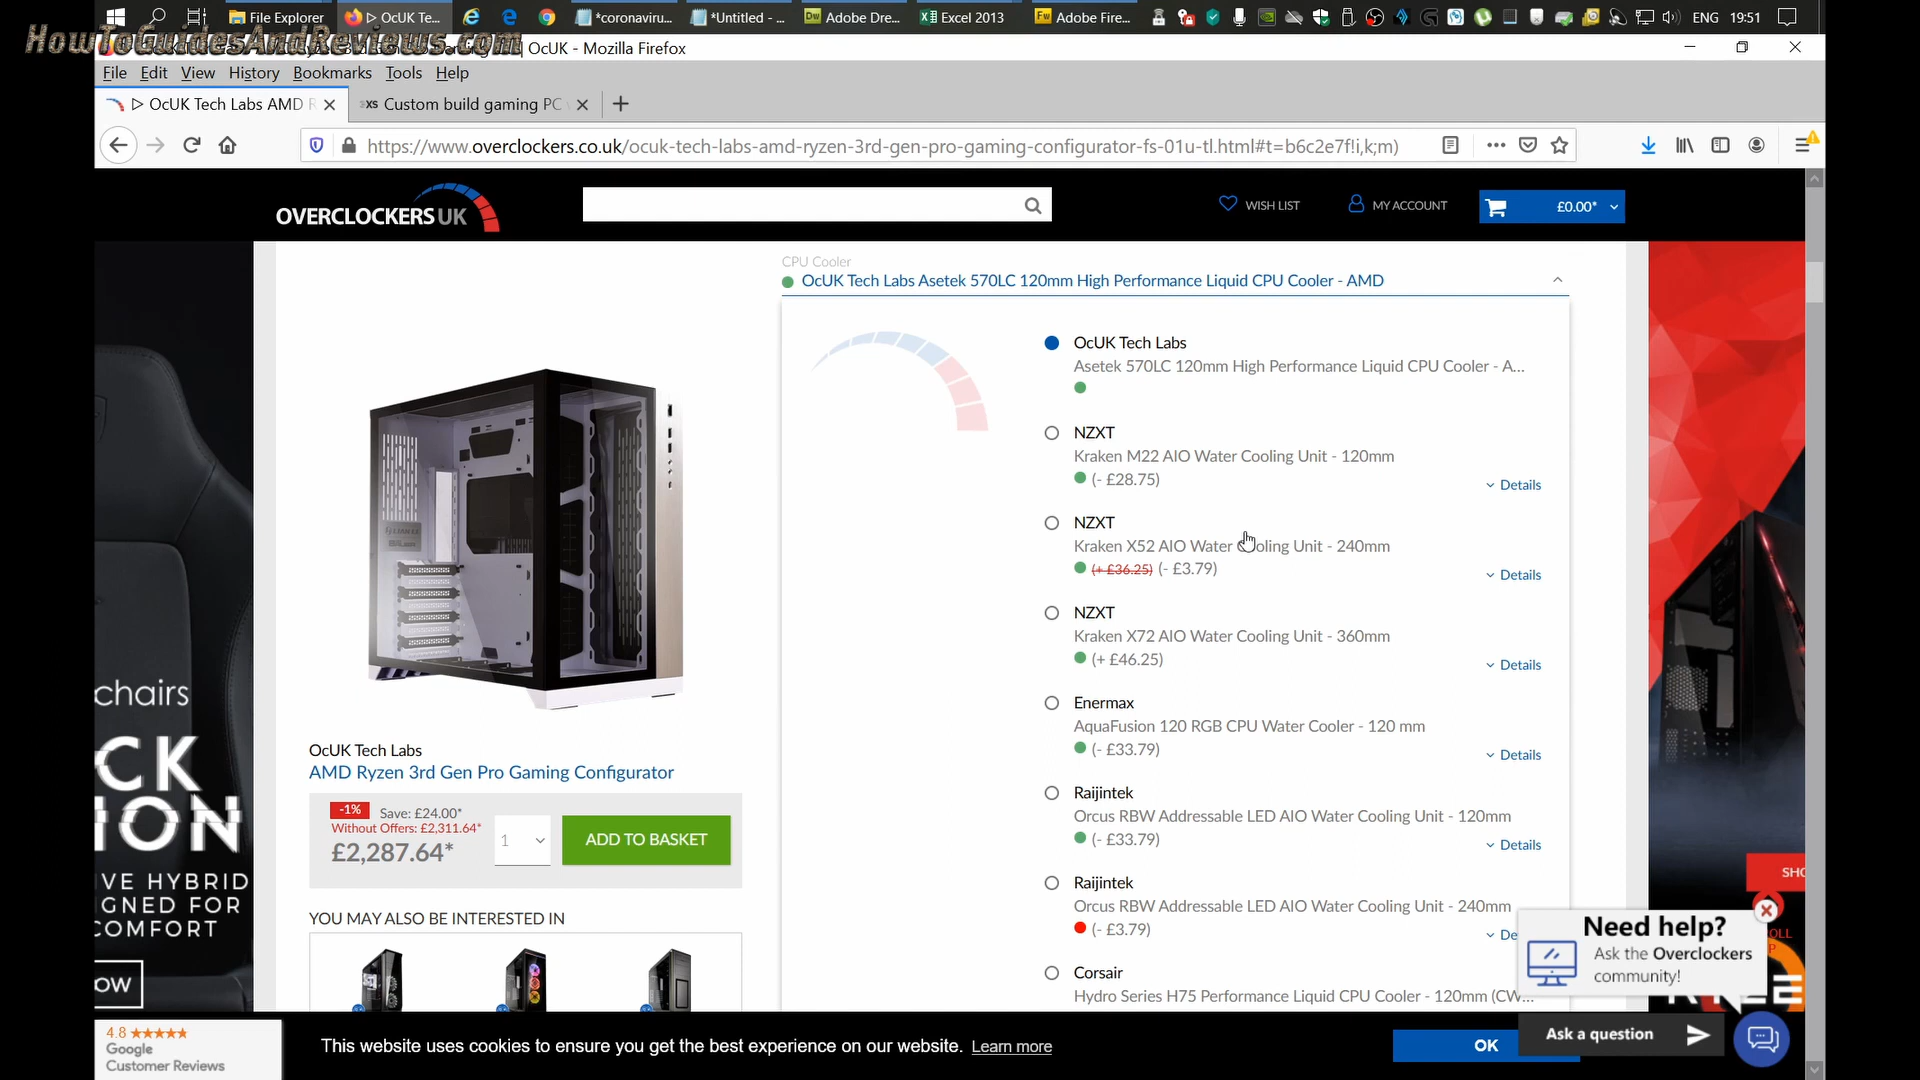 File Explorer
▷ OcUK Te...
*coronaviru...
*Untitled - ...
Adobe Dre...
Excel 2013
Adobe Fire...
ENG
19:51
HowToGuidesAndReviews.com
OcUK - Mozilla Firefox
File Edit View History Bookmarks Tools Help
▷ OcUK Tech Labs AMD R
XS Custom build gaming PC
https://www.overclockers.co.uk/ocuk-tech-labs-amd-ryzen-3rd-gen-pro-gaming-configurator-fs-01u-tl.html#t=b6c2e7f!i,k;m)
OVERCLOCKERS UK
WISH LIST
MY ACCOUNT
£0.00*
CPU Cooler
OcUK Tech Labs Asetek 570LC 120mm High Performance Liquid CPU Cooler - AMD
OcUK Tech Labs
Asetek 570LC 120mm High Performance Liquid CPU Cooler - A...
NZXT
Kraken M22 AIO Water Cooling Unit - 120mm
(- £28.75)
Details
NZXT
Kraken X52 AIO Water Cooling Unit - 240mm
(+ £36.25) (- £3.79)
Details
NZXT
Kraken X72 AIO Water Cooling Unit - 360mm
(+ £46.25)
Details
Enermax
AquaFusion 120 RGB CPU Water Cooler - 120 mm
(- £33.79)
Details
Raijintek
Orcus RBW Addressable LED AIO Water Cooling Unit - 120mm
(- £33.79)
Details
Raijintek
Orcus RBW Addressable LED AIO Water Cooling Unit - 240mm
(- £3.79)
De
Corsair
Hydro Series H75 Performance Liquid CPU Cooler - 120mm (CW...
OcUK Tech Labs
AMD Ryzen 3rd Gen Pro Gaming Configurator
-1% Save: £24.00*
Without Offers: £2,311.64*
£2,287.64*
1
ADD TO BASKET
YOU MAY ALSO BE INTERESTED IN
chairs
CK
ION
VE HYBRID
GNED FOR
COMFORT
OW
SHO
Need help?
Ask the Overclockers
community!
Ask a question
4.8 ★★★★★
Google
Customer Reviews
This website uses cookies to ensure you get the best experience on our website. Learn more
OK